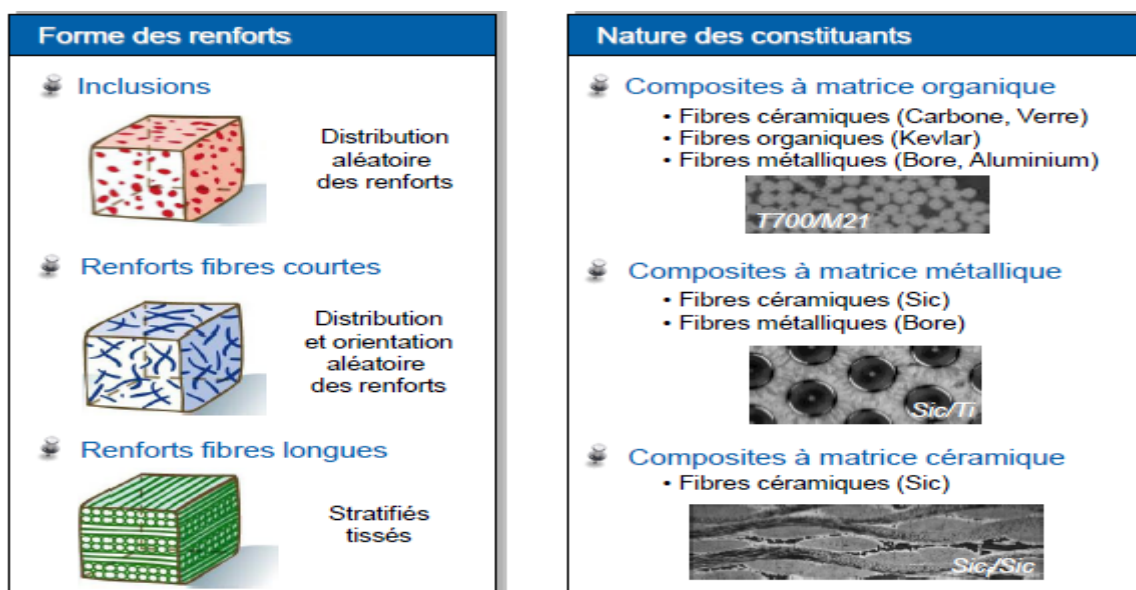 Forme des renforts
Inclusions
Distribution
aléatoire
des renforts
Renforts fibres courtes
Distribution
et orientation
aléatoire
des renforts
Renforts fibres longues
Stratifiés
tissés
Nature des constituants
Composites à matrice organique
• Fibres céramiques (Carbone, Verre)
• Fibres organiques (Kevlar)
• Fibres métalliques (Bore, Aluminium)
T700/M21
Composites à matrice métallique
• Fibres céramiques (Sic)
• Fibres métalliques (Bore)
Sic/Ti
Composites à matrice céramique
• Fibres céramiques (Sic)
Sic/Sic